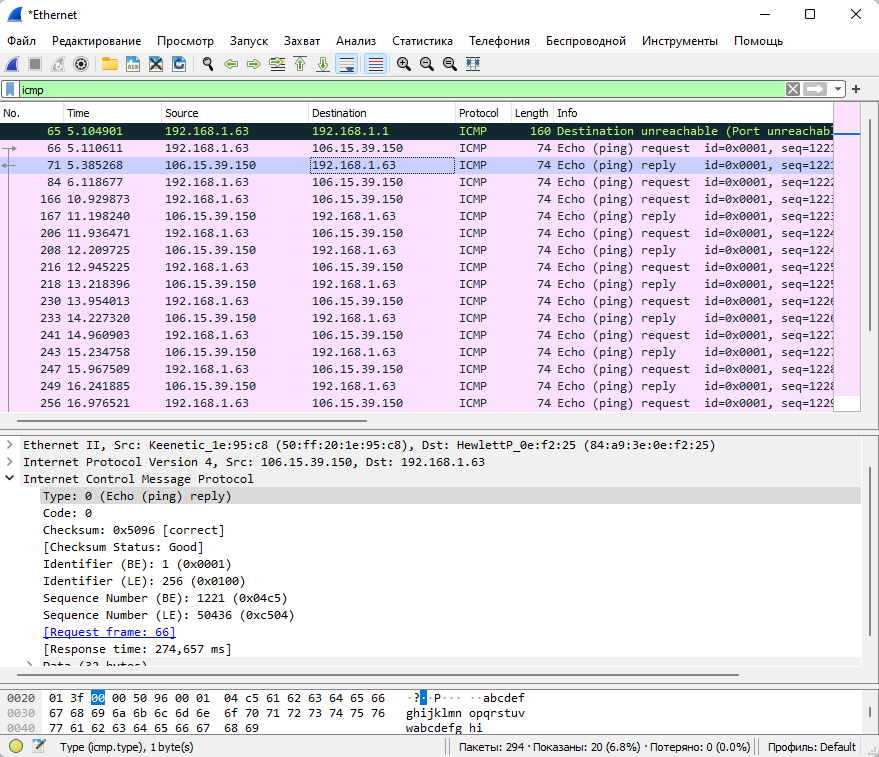 *Ethernet
Файл Редактирование Просмотр Запуск Захват Анализ Статистика Телефония Беспроводной Инструменты Помощь
icmp
No. Time Source Destination Protocol Length Info
65 5.104901 192.168.1.63 192.168.1.1 ICMP 160 Destination unreachable (Port unreachabl
66 5.110611 192.168.1.63 106.15.39.150 ICMP 74 Echo (ping) request id=0x0001, seq=1221
71 5.385268 106.15.39.150 192.168.1.63 ICMP 74 Echo (ping) reply id=0x0001, seq=1221
84 6.118677 192.168.1.63 106.15.39.150 ICMP 74 Echo (ping) request id=0x0001, seq=1222
166 10.929873 192.168.1.63 106.15.39.150 ICMP 74 Echo (ping) request id=0x0001, seq=1223
167 11.198240 106.15.39.150 192.168.1.63 ICMP 74 Echo (ping) reply id=0x0001, seq=1223
206 11.936471 192.168.1.63 106.15.39.150 ICMP 74 Echo (ping) request id=0x0001, seq=1224
208 12.209725 106.15.39.150 192.168.1.63 ICMP 74 Echo (ping) reply id=0x0001, seq=1224
216 12.945225 192.168.1.63 106.15.39.150 ICMP 74 Echo (ping) request id=0x0001, seq=1225
218 13.218396 106.15.39.150 192.168.1.63 ICMP 74 Echo (ping) reply id=0x0001, seq=1225
230 13.954013 192.168.1.63 106.15.39.150 ICMP 74 Echo (ping) request id=0x0001, seq=1226
233 14.227320 106.15.39.150 192.168.1.63 ICMP 74 Echo (ping) reply id=0x0001, seq=1226
241 14.960903 192.168.1.63 106.15.39.150 ICMP 74 Echo (ping) request id=0x0001, seq=1227
243 15.234758 106.15.39.150 192.168.1.63 ICMP 74 Echo (ping) reply id=0x0001, seq=1227
247 15.967509 192.168.1.63 106.15.39.150 ICMP 74 Echo (ping) request id=0x0001, seq=1228
249 16.241885 106.15.39.150 192.168.1.63 ICMP 74 Echo (ping) reply id=0x0001, seq=1228
256 16.976521 192.168.1.63 106.15.39.150 ICMP 74 Echo (ping) request id=0x0001, seq=1229
Ethernet II, Src: Keenetic_1e:95:c8 (50:ff:20:1e:95:c8), Dst: HewlettP_0e:f2:25 (84:a9:3e:0e:f2:25)
Internet Protocol Version 4, Src: 106.15.39.150, Dst: 192.168.1.63
Internet Control Message Protocol
Type: 0 (Echo (ping) reply)
Code: 0
Checksum: 0x5096 [correct]
[Checksum Status: Good]
Identifier (BE): 1 (0x0001)
Identifier (LE): 256 (0x0100)
Sequence Number (BE): 1221 (0x04c5)
Sequence Number (LE): 50436 (0xc504)
[Request frame: 66]
[Response time: 274,657 ms]
Data (32 bytes)
0020 01 3f 00 00 50 96 00 01 04 c5 61 62 63 64 65 66 ·?··P··· ··abcdef
0030 67 68 69 6a 6b 6c 6d 6e 6f 70 71 72 73 74 75 76 ghijklmn opqrstuv
0040 77 61 62 63 64 65 66 67 68 69 wabcdefg hi
Type (icmp.type), 1 byte(s) Пакеты: 294 · Показаны: 20 (6.8%) · Потеряно: 0 (0.0%) Профиль: Default